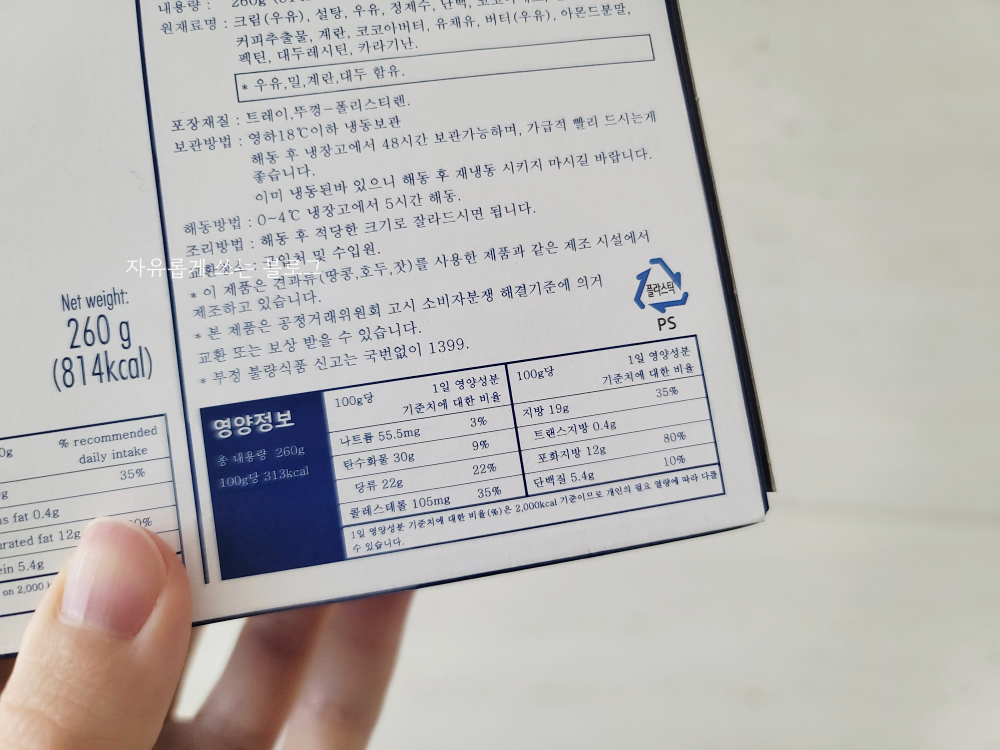 내용량 : 260g
원재료명 : 크림(우유), 설탕, 우유, 정제수, 난백,
커피추출물, 계란, 코코아버터, 유채유, 버터(우유), 아몬드분말,
펙틴, 대두레시틴, 카라기난.
* 우유,밀,계란,대두 함유.
포장재질 : 트레이,뚜껑-폴리스티렌.
보관방법 : 영하18℃이하 냉동보관
해동 후 냉장고에서 48시간 보관가능하며, 가급적 빨리 드시는게
좋습니다.
이미 냉동된바 있으니 해동 후 재냉동 시키지 마시길 바랍니다.
해동방법 : 0~4℃ 냉장고에서 5시간 해동.
조리방법 : 해동 후 적당한 크기로 잘라드시면 됩니다.
교환장소 : 구입처 및 수입원.
자유롭게 쓰는 블로그
* 이 제품은 견과류(땅콩,호두,잣)를 사용한 제품과 같은 제조 시설에서
제조하고 있습니다.
* 본 제품은 공정거래위원회 고시 소비자분쟁 해결기준에 의거
교환 또는 보상 받을 수 있습니다.
* 부정 불량식품 신고는 국번없이 1399.
플라스틱
PS
Net weight:
260 g
(814kcal)
영양정보
총 내용량 260g
100g당 313kcal
100g당 1일 영양성분
기준치에 대한 비율
나트륨 55.5mg 3%
탄수화물 30g 9%
당류 22g 22%
콜레스테롤 105mg 35%
100g당 1일 영양성분
기준치에 대한 비율
지방 19g 35%
트랜스지방 0.4g
포화지방 12g 80%
단백질 5.4g 10%
1일 영양성분 기준치에 대한 비율(%)은 2,000kcal 기준이므로 개인의 필요 열량에 따라 다를
수 있습니다.
% recommended
daily intake
35%
fat 0.4g
fat 12g
5.4g
on 2,000